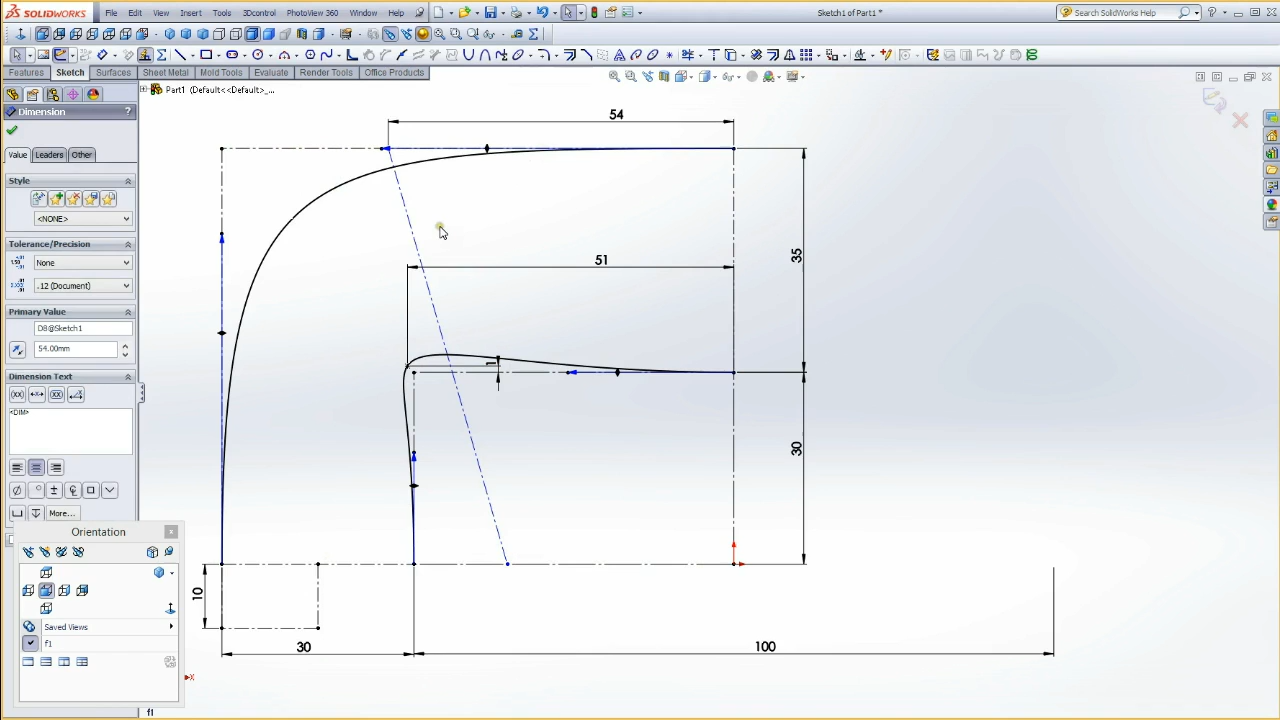 SOLIDWORKS File Edit View Insert Tools 3Dcontrol PhotoView 360 Window Help Sketch1 of Part1 * Search SolidWorks Help
Features Sketch Surfaces Sheet Metal Mold Tools Evaluate Render Tools Office Products
Part1 (Default<<Default>_...
Dimension ?
Value Leaders Other
Style
<NONE>
Tolerance/Precision
None
.12 (Document)
Primary Value
D8@Sketch1
54.00mm
Dimension Text
<DIM>
More...
Orientation
Saved Views
f1
54
35
51
1
30
10
30
100
X
f1